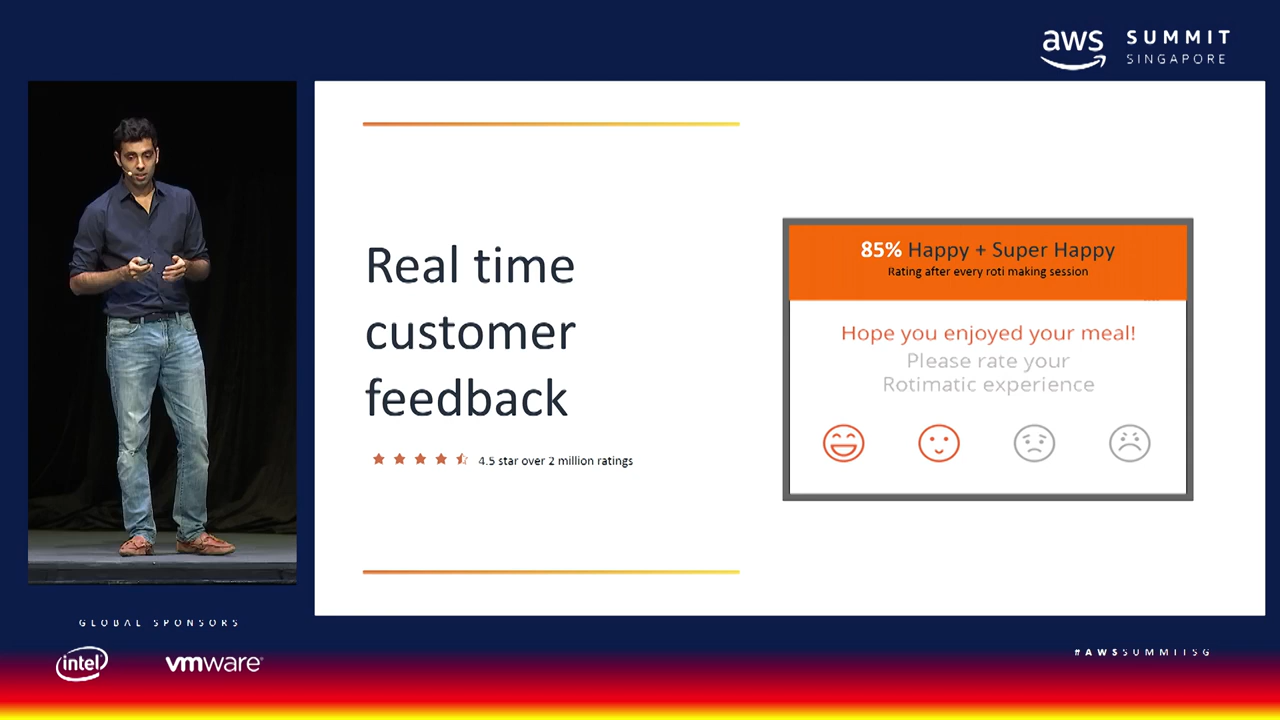 aws SUMMIT
SINGAPORE
Real time
customer
feedback
4.5 star over 2 million ratings
85% Happy + Super Happy
Rating after every roti making session
Hope you enjoyed your meal!
Please rate your
Rotimatic experience
GLOBAL SPONSORS
intel
vmware
#AWSSUMMITSG